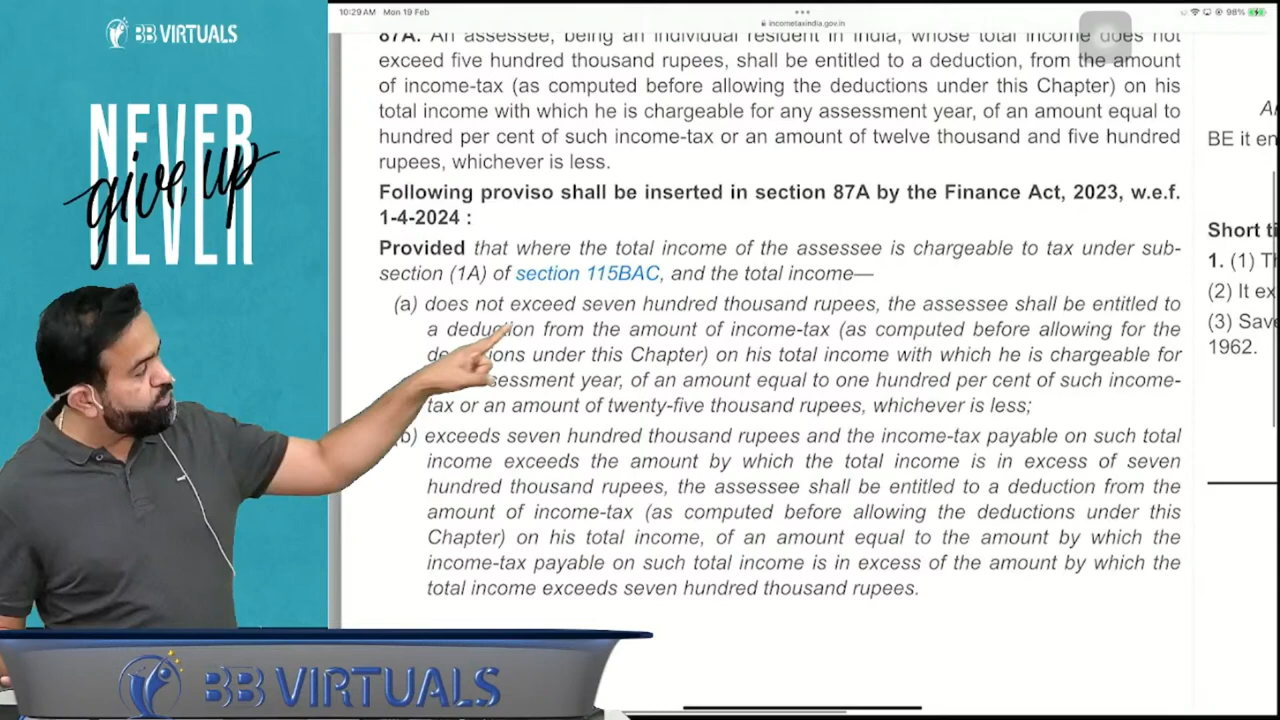 BB VIRTUALS
NEVER
give up
NEVER
10:29 AM Mon 19 Feb
incometaxindia.gov.in
98%
87A. An assessee, being an individual resident in India, whose total income does not
exceed five hundred thousand rupees, shall be entitled to a deduction, from the amount
of income-tax (as computed before allowing the deductions under this Chapter) on his
total income with which he is chargeable for any assessment year, of an amount equal to
hundred per cent of such income-tax or an amount of twelve thousand and five hundred
rupees, whichever is less.
Following proviso shall be inserted in section 87A by the Finance Act, 2023, w.e.f.
1-4-2024 :
Provided that where the total income of the assessee is chargeable to tax under sub-
section (1A) of section 115BAC, and the total income—
(a) does not exceed seven hundred thousand rupees, the assessee shall be entitled to
a deduction from the amount of income-tax (as computed before allowing for the
under this Chapter) on his total income with which he is chargeable for
year, of an amount equal to one hundred per cent of such income-
tax or an amount of twenty-five thousand rupees, whichever is less;
b) exceeds seven hundred thousand rupees and the income-tax payable on such total
income exceeds the amount by which the total income is in excess of seven
hundred thousand rupees, the assessee shall be entitled to a deduction from the
amount of income-tax (as computed before allowing the deductions under this
Chapter) on his total income, of an amount equal to the amount by which the
income-tax payable on such total income is in excess of the amount by which the
total income exceeds seven hundred thousand rupees.
BE it en
Short ti
1. (1) T
(2) It ex
(3) Sav
1962.
BB VIRTUALS